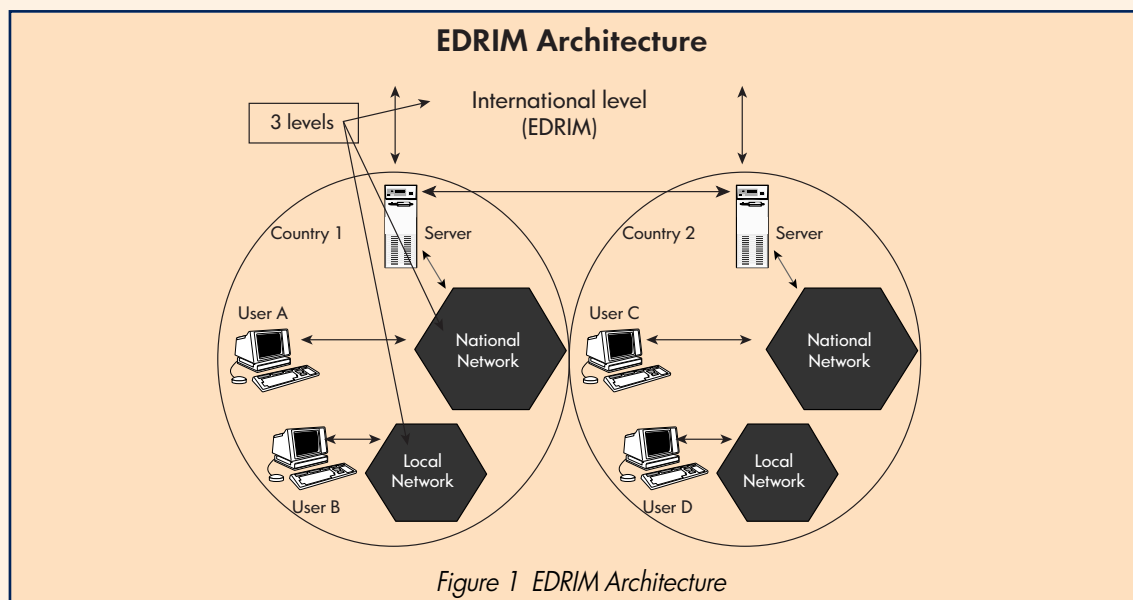 EDRIM Architecture
International level
(EDRIM)
3 levels
Country 1
Server
Country 2
Server
User A
National
Network
User C
National
Network
Local
Network
User B
Local
Network
User D
Figure 1 EDRIM Architecture